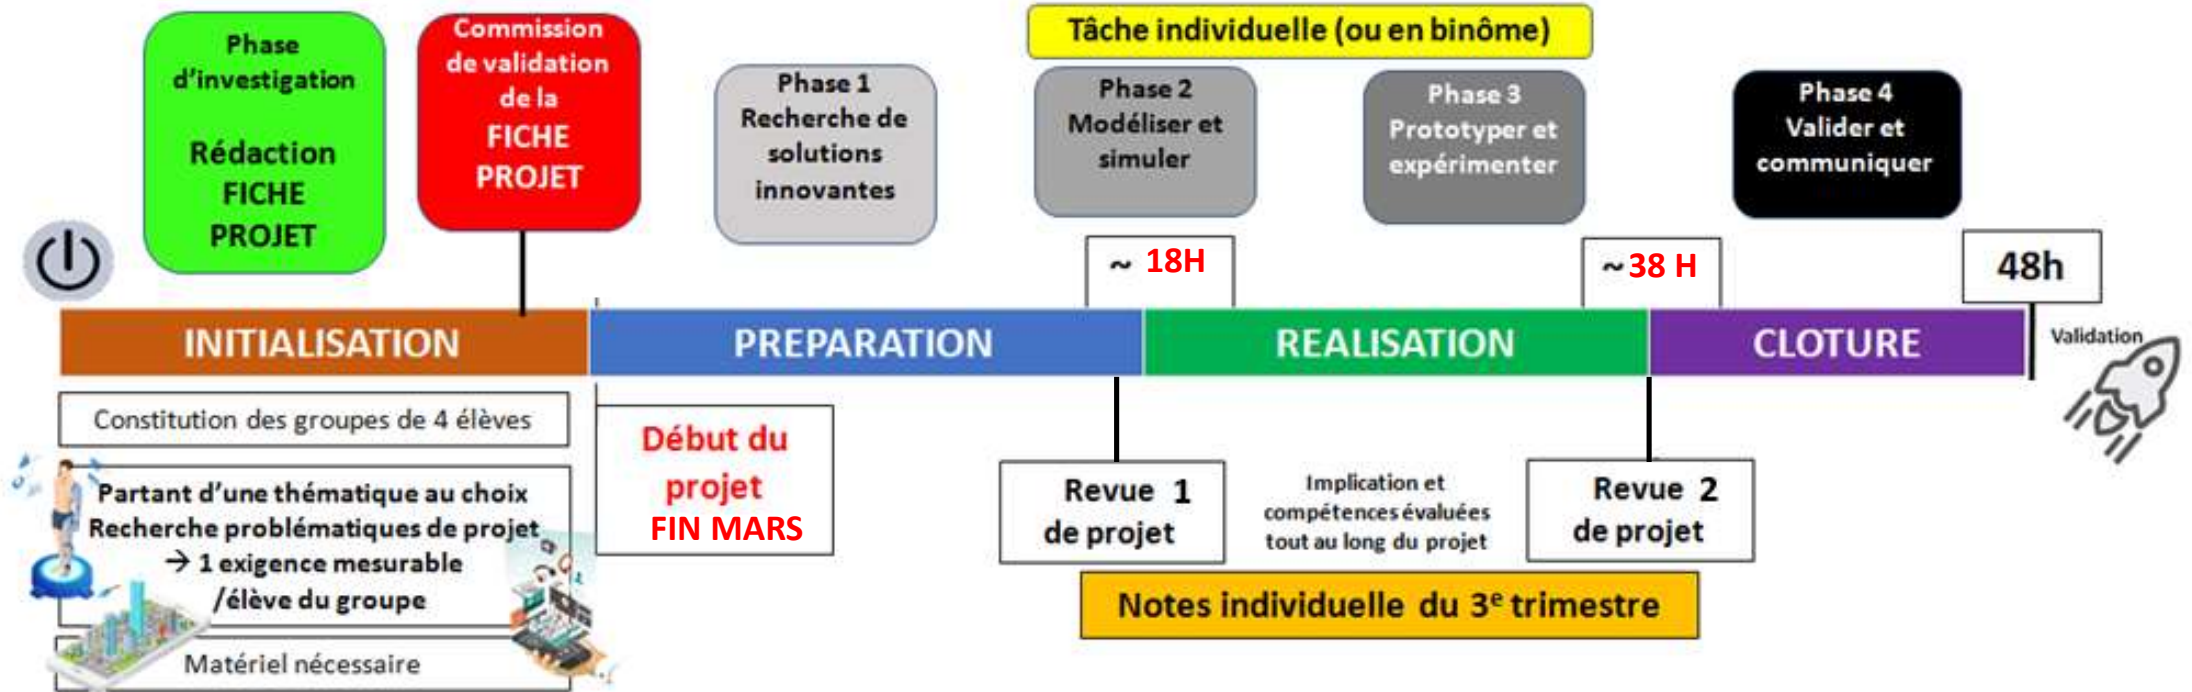 Phase
d'investigation
Rédaction
FICHE
PROJET
Commission
de validation
de la
FICHE
PROJET
Phase 1
Recherche de
solutions
innovantes
Tâche individuelle (ou en binôme)
Phase 2
Modéliser et
simuler
Phase 3
Prototyper et
expérimenter
Phase 4
Valider et
communiquer
~ 18H
~38 H
48h
INITIALISATION
PREPARATION
REALISATION
CLOTURE
Validation
Constitution des groupes de 4 élèves
Partant d'une thématique au choix
Recherche problématiques de projet
→ 1 exigence mesurable
/élève du groupe
Matériel nécessaire
Début du
projet
FIN MARS
Revue 1
de projet
Implication et
compétences évaluées
tout au long du projet
Revue 2
de projet
Notes individuelle du 3e trimestre